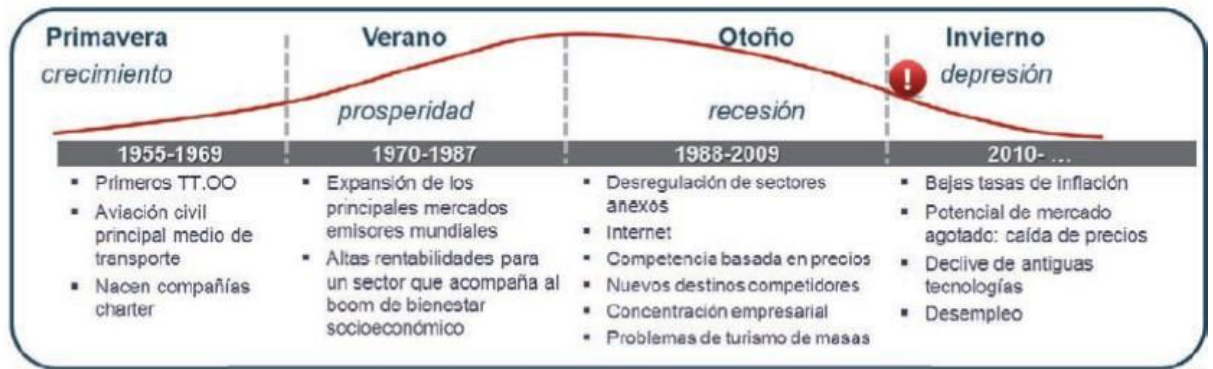 Primavera
crecimiento
Verano
prosperidad
Otoño
recesión
Invierno
!
depresión
1955-1969
1970-1987
1988-2009
2010- ...
▪ Primeros TT.OO
▪ Aviación civil
principal medio de
transporte
▪ Nacen compañías
charter
▪ Expansión de los
principales mercados
emisores mundiales
▪ Altas rentabilidades para
un sector que acompaña al
boom de bienestar
socioeconómico
▪ Desregulación de sectores
anexos
▪ Internet
▪ Competencia basada en precios
▪ Nuevos destinos competidores
▪ Concentración empresarial
▪ Problemas de turismo de masas
▪ Bajas tasas de inflación
▪ Potencial de mercado
agotado: caída de precios
▪ Declive de antiguas
tecnologías
▪ Desempleo